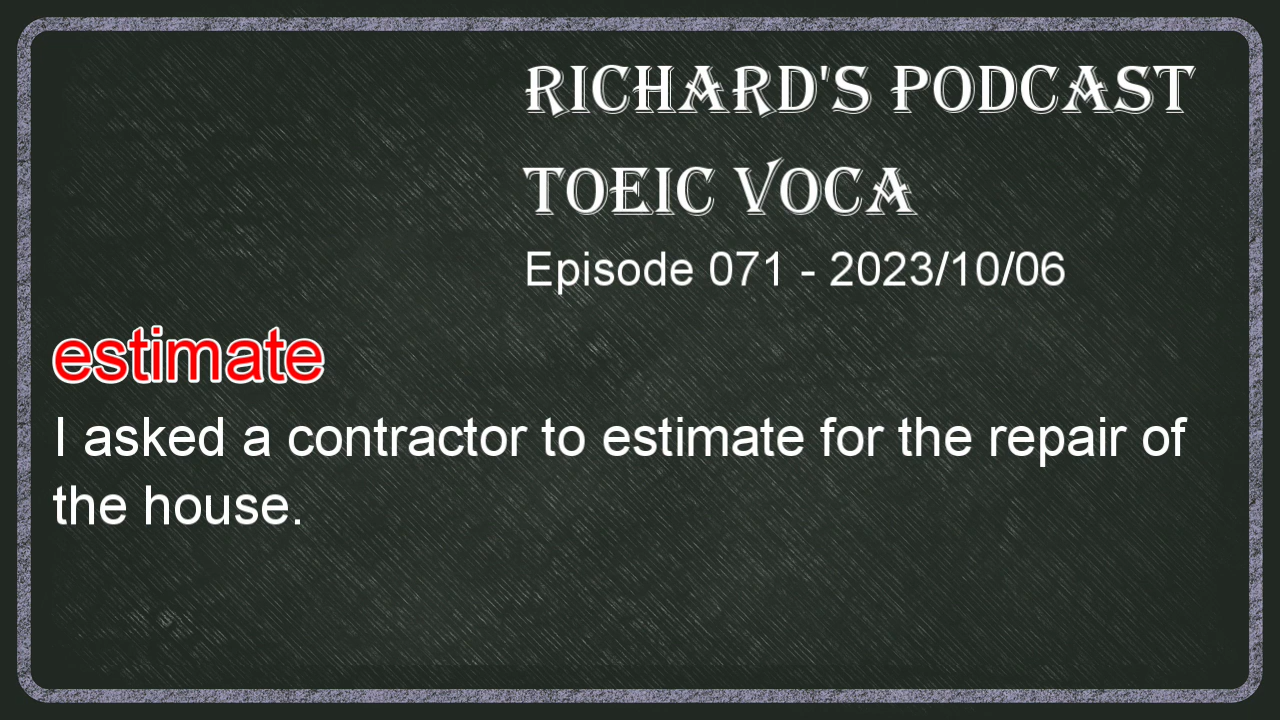 RICHARD'S PODCAST
TOEIC VOCA
Episode 071 - 2023/10/06
estimate
I asked a contractor to estimate for the repair of
the house.